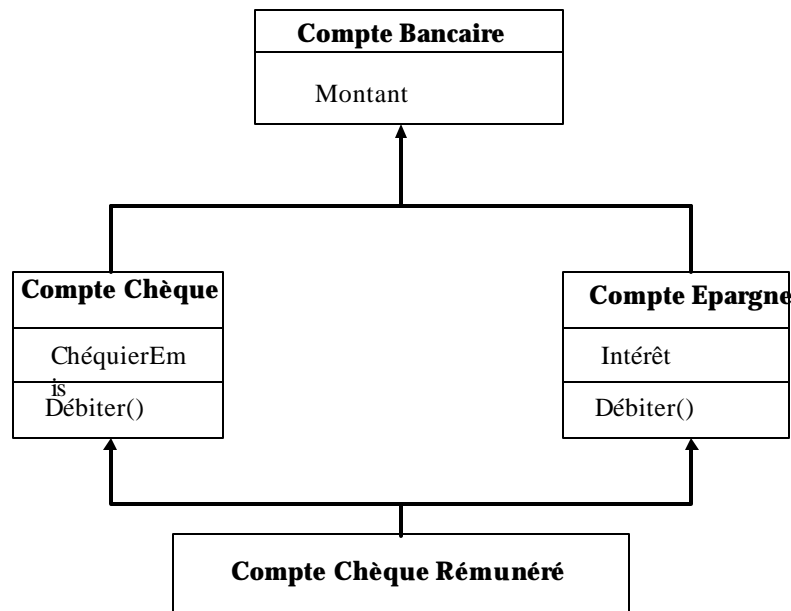 Compte Bancaire
Montant
Compte Chèque
ChéquierEm
is
Débiter()
Compte Epargne
Intérêt
Débiter()
Compte Chèque Rémunéré